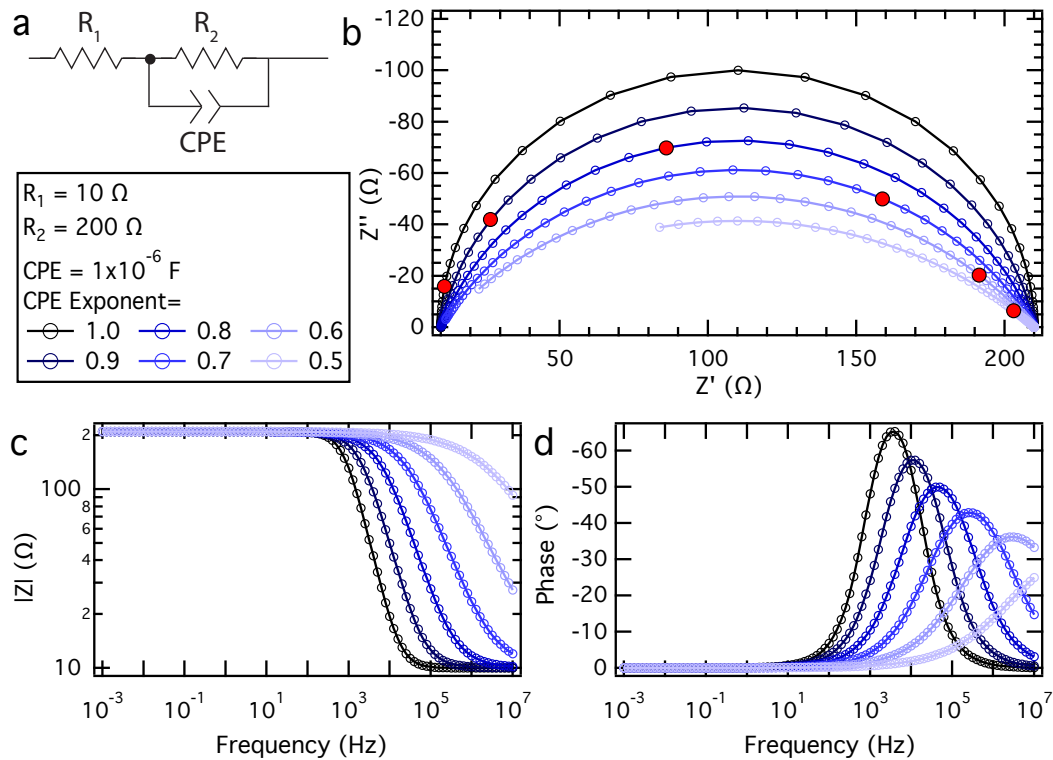 a
R1 R2
CPE
R1 = 10 Ω
R2 = 200 Ω
CPE = 1x10-6 F
CPE Exponent=
1.0 0.8 0.6
0.9 0.7 0.5
b
-120
-100
-80
-60
-40
-20
0
Z'' (Ω)
50 100 150 200
Z' (Ω)
c
2
100
6
4
2
10
|Z| (Ω)
10-3 10-1 101 103 105 107
Frequency (Hz)
d
-60
-50
-40
-30
-20
-10
0
Phase (°)
10-3 10-1 101 103 105 107
Frequency (Hz)